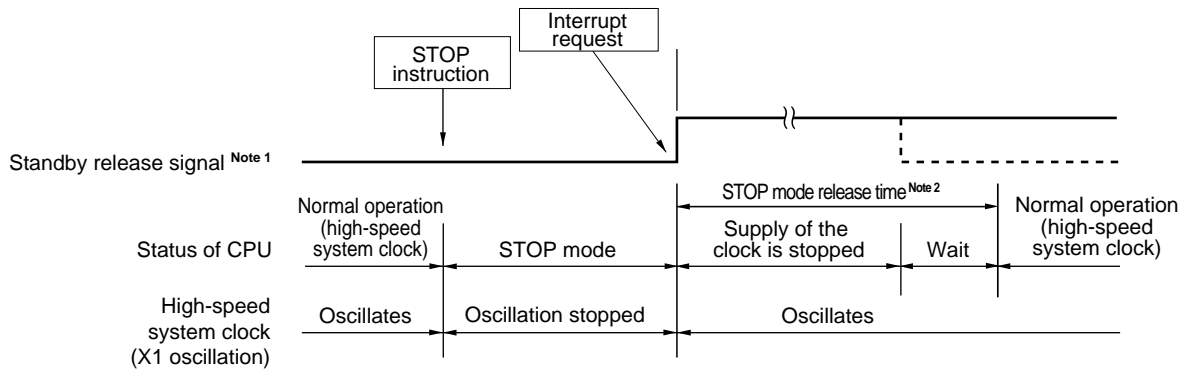 Interrupt
request
STOP
instruction
Standby release signal Note 1
STOP mode release time Note 2
Normal operation
(high-speed
system clock)
Status of CPU
STOP mode
Supply of the
clock is stopped
Wait
Normal operation
(high-speed
system clock)
High-speed
system clock
(X1 oscillation)
Oscillates
Oscillation stopped
Oscillates